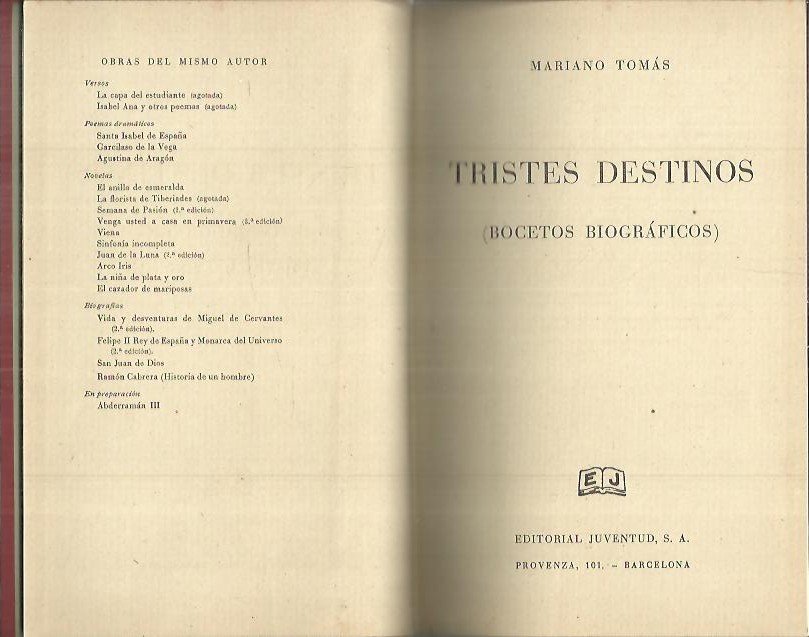 OBRAS DEL MISMO AUTOR
Versos
La capa del estudiante (agotada)
Isabel Ana y otros poemas (agotada)
Poemas dramáticos
Santa Isabel de España
Garcilaso de la Vega
Agustina de Aragón
Novelas
El anillo de esmeralda
La florista de Tiberiades (agotada)
Semana de Pasión (2.ª edición)
Venga usted a casa en primavera (3.ª edición)
Viena
Sinfonía incompleta
Juan de la Luna (2.ª edición)
Arco Iris
La niña de plata y oro
El cazador de mariposas
Biografías
Vida y desventuras de Miguel de Cervantes
(2.ª edición).
Felipe II Rey de España y Monarca del Universo
(2.ª edición).
San Juan de Dios
Ramón Cabrera (Historia de un hombre)
En preparación
Abderramán III
MARIANO TOMÁS
TRISTES DESTINOS
(BOCETOS BIOGRÁFICOS)
E J
EDITORIAL JUVENTUD, S. A.
PROVENZA, 101. – BARCELONA